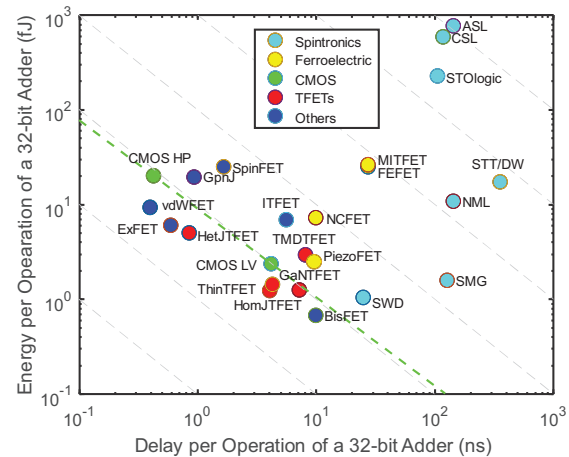 Energy per Opearation of a 32-bit Adder (fJ)
10³
10²
10¹
10⁰
10⁻¹
Spintronics
Ferroelectric
CMOS
TFETs
Others
ASL
CSL
STOlogic
CMOS HP
SpinFET
GpnJ
MITFET
FEFET
STT/DW
vdWFET
ITFET
NML
ExFET
HetJTFET
NCFET
TMDTFET
CMOS LV
PiezoFET
GaNTFET
ThinTFET
SMG
HomJTFET
SWD
BisFET
10⁻¹
10⁰
10¹
10²
10³
Delay per Operation of a 32-bit Adder (ns)